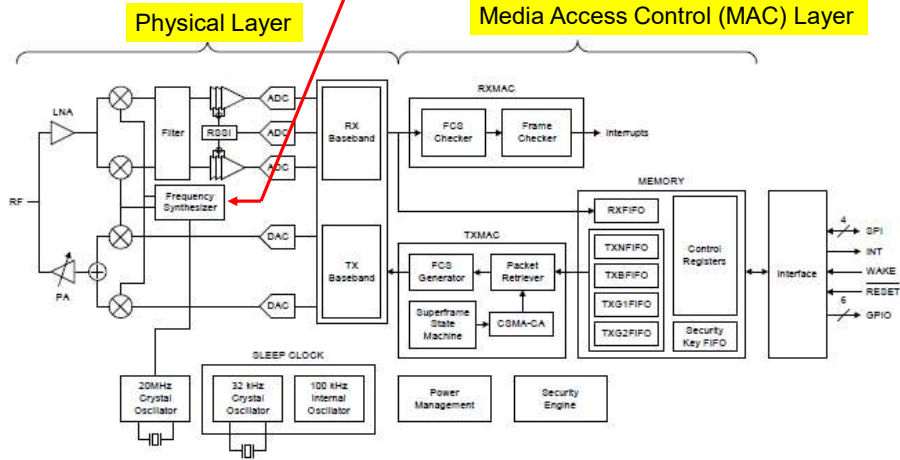 Physical Layer
Media Access Control (MAC) Layer
LNA
Filter
RSSI
ADC
ADC
ADC
RX
Baseband
RXMAC
FCS
Checker
Frame
Checker
Interrupts
RF
Frequency
Synthesizer
PA
DAC
DAC
TX
Baseband
TXMAC
FCS
Generator
Packet
Retriever
Superframe
State
Machine
CSMA-CA
MEMORY
RXFIFO
TXNFIFO
TXBFIFO
TXG1FIFO
TXG2FIFO
Control
Registers
Security
Key FIFO
Interface
4
SPI
INT
WAKE
RESET
6
GPIO
20MHz
Crystal
Oscillator
SLEEP CLOCK
32 kHz
Crystal
Oscillator
100 kHz
Internal
Oscillator
Power
Management
Security
Engine